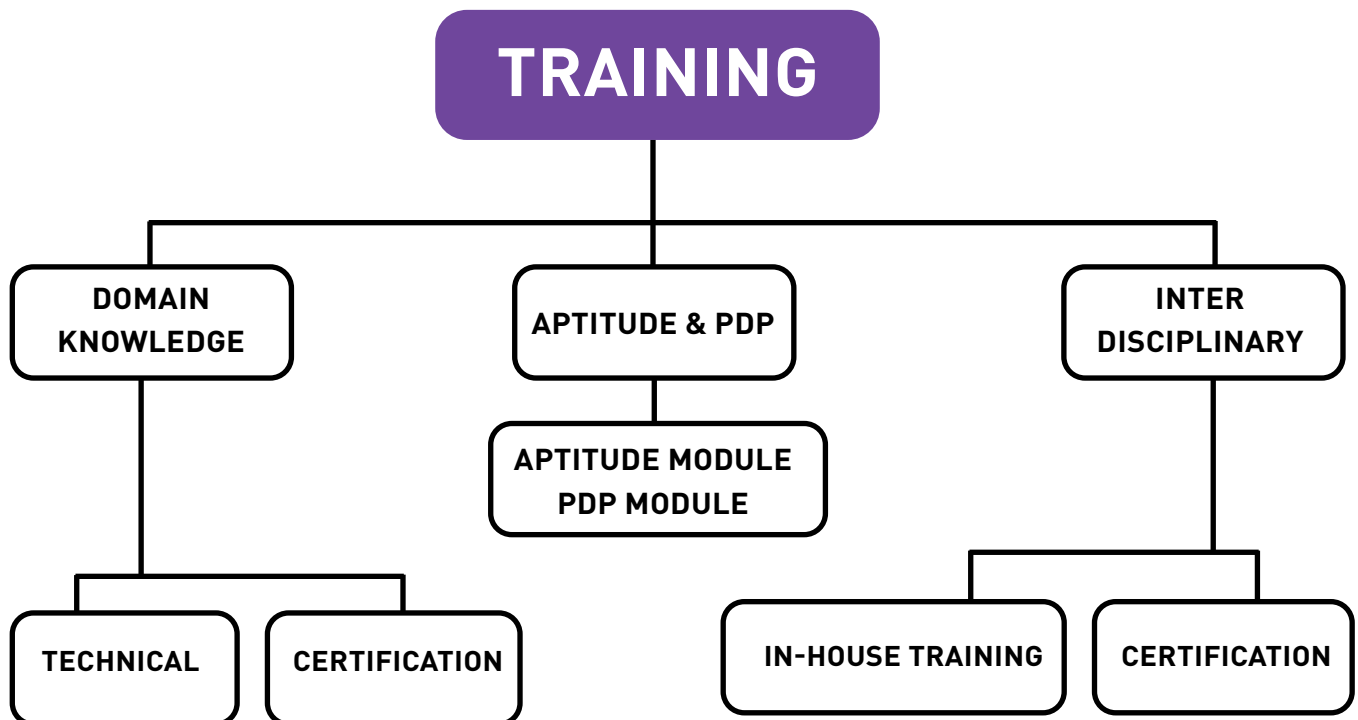 TRAINING
DOMAIN
KNOWLEDGE
APTITUDE & PDP
INTER
DISCIPLINARY
APTITUDE MODULE
PDP MODULE
TECHNICAL
CERTIFICATION
IN-HOUSE TRAINING
CERTIFICATION